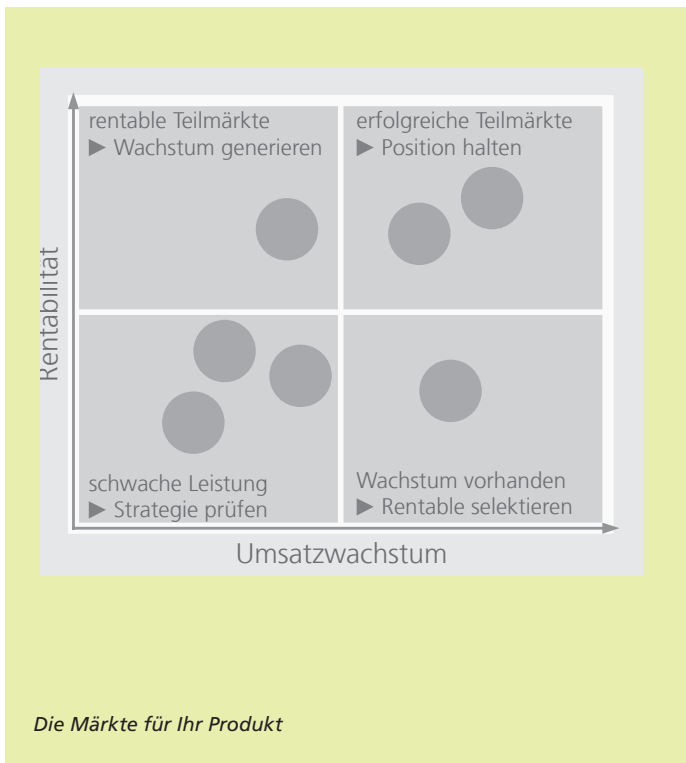 rentable Teilmärkte
▶ Wachstum generieren
erfolgreiche Teilmärkte
▶ Position halten
Rentabilität
schwache Leistung
▶ Strategie prüfen
Wachstum vorhanden
▶ Rentable selektieren
Umsatzwachstum
Die Märkte für Ihr Produkt